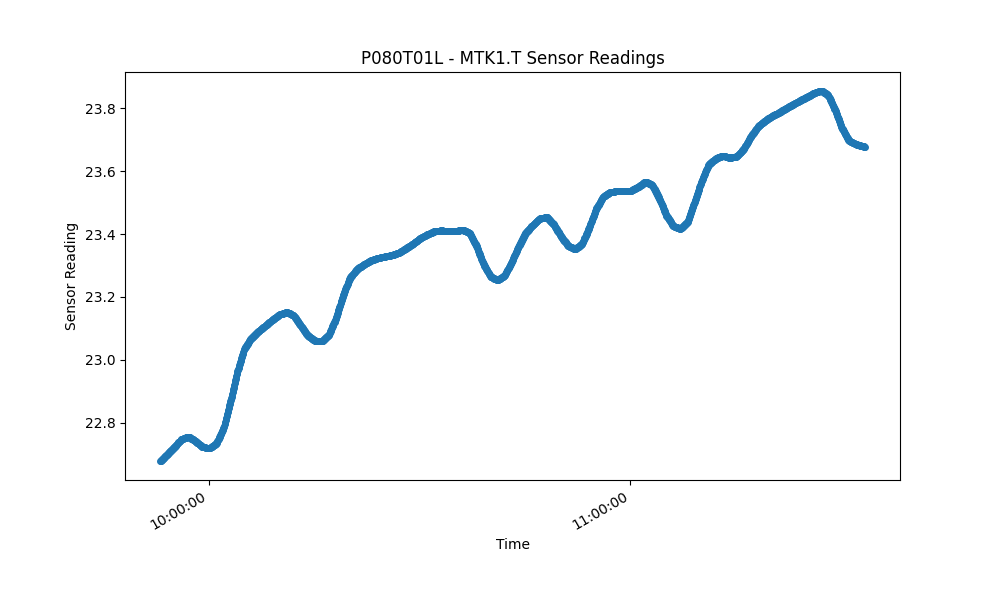 P080T01L - MTK1.T Sensor Readings
Sensor Reading
23.8
23.6
23.4
23.2
23.0
22.8
10:00:00
11:00:00
Time